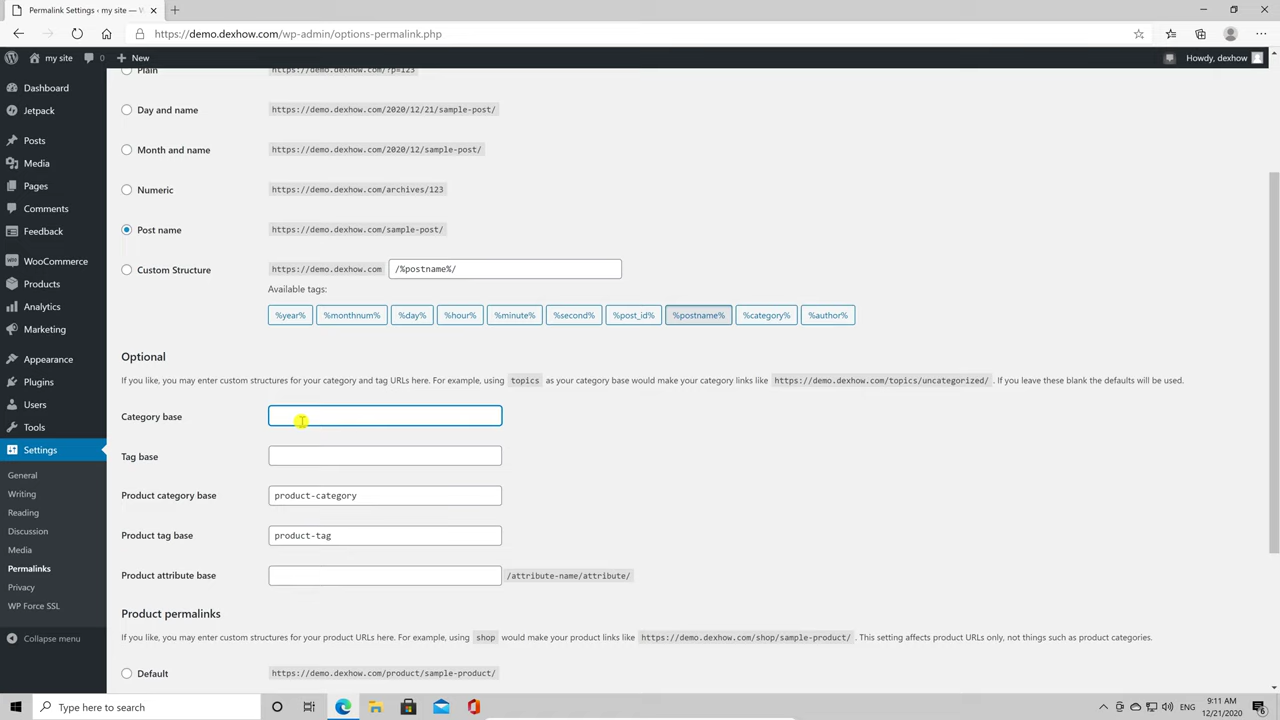 Permalink Settings ‹ my site
https://demo.dexhow.com/wp-admin/options-permalink.php
my site 0 New Howdy, dexhow
Dashboard
Jetpack
Posts
Media
Pages
Comments
Feedback
WooCommerce
Products
Analytics
Marketing
Appearance
Plugins
Users
Tools
Settings
General
Writing
Reading
Discussion
Media
Permalinks
Privacy
WP Force SSL
Collapse menu
Plain https://demo.dexhow.com/?p=123
Day and name https://demo.dexhow.com/2020/12/21/sample-post/
Month and name https://demo.dexhow.com/2020/12/sample-post/
Numeric https://demo.dexhow.com/archives/123
Post name https://demo.dexhow.com/sample-post/
Custom Structure https://demo.dexhow.com /%postname%/
Available tags:
%year% %monthnum% %day% %hour% %minute% %second% %post_id% %postname% %category% %author%
Optional
If you like, you may enter custom structures for your category and tag URLs here. For example, using topics as your category base would make your category links like https://demo.dexhow.com/topics/uncategorized/ . If you leave these blank the defaults will be used.
Category base
Tag base
Product category base product-category
Product tag base product-tag
Product attribute base /attribute-name/attribute/
Product permalinks
If you like, you may enter custom structures for your product URLs here. For example, using shop would make your product links like https://demo.dexhow.com/shop/sample-product/ . This setting affects product URLs only, not things such as product categories.
Default https://demo.dexhow.com/product/sample-product/
Type here to search
9:11 AM
12/21/2020
6